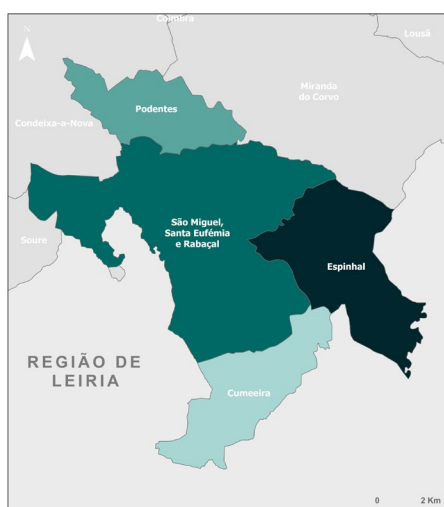 Coimbra
N
Lousã
Podentes
Miranda
do Corvo
Condeixa-a-Nova
São Miguel,
Santa Eufémia
e Rabaçal
Soure
Espinhal
REGIÃO DE
LEIRIA
Cumeeira
0 2 Km